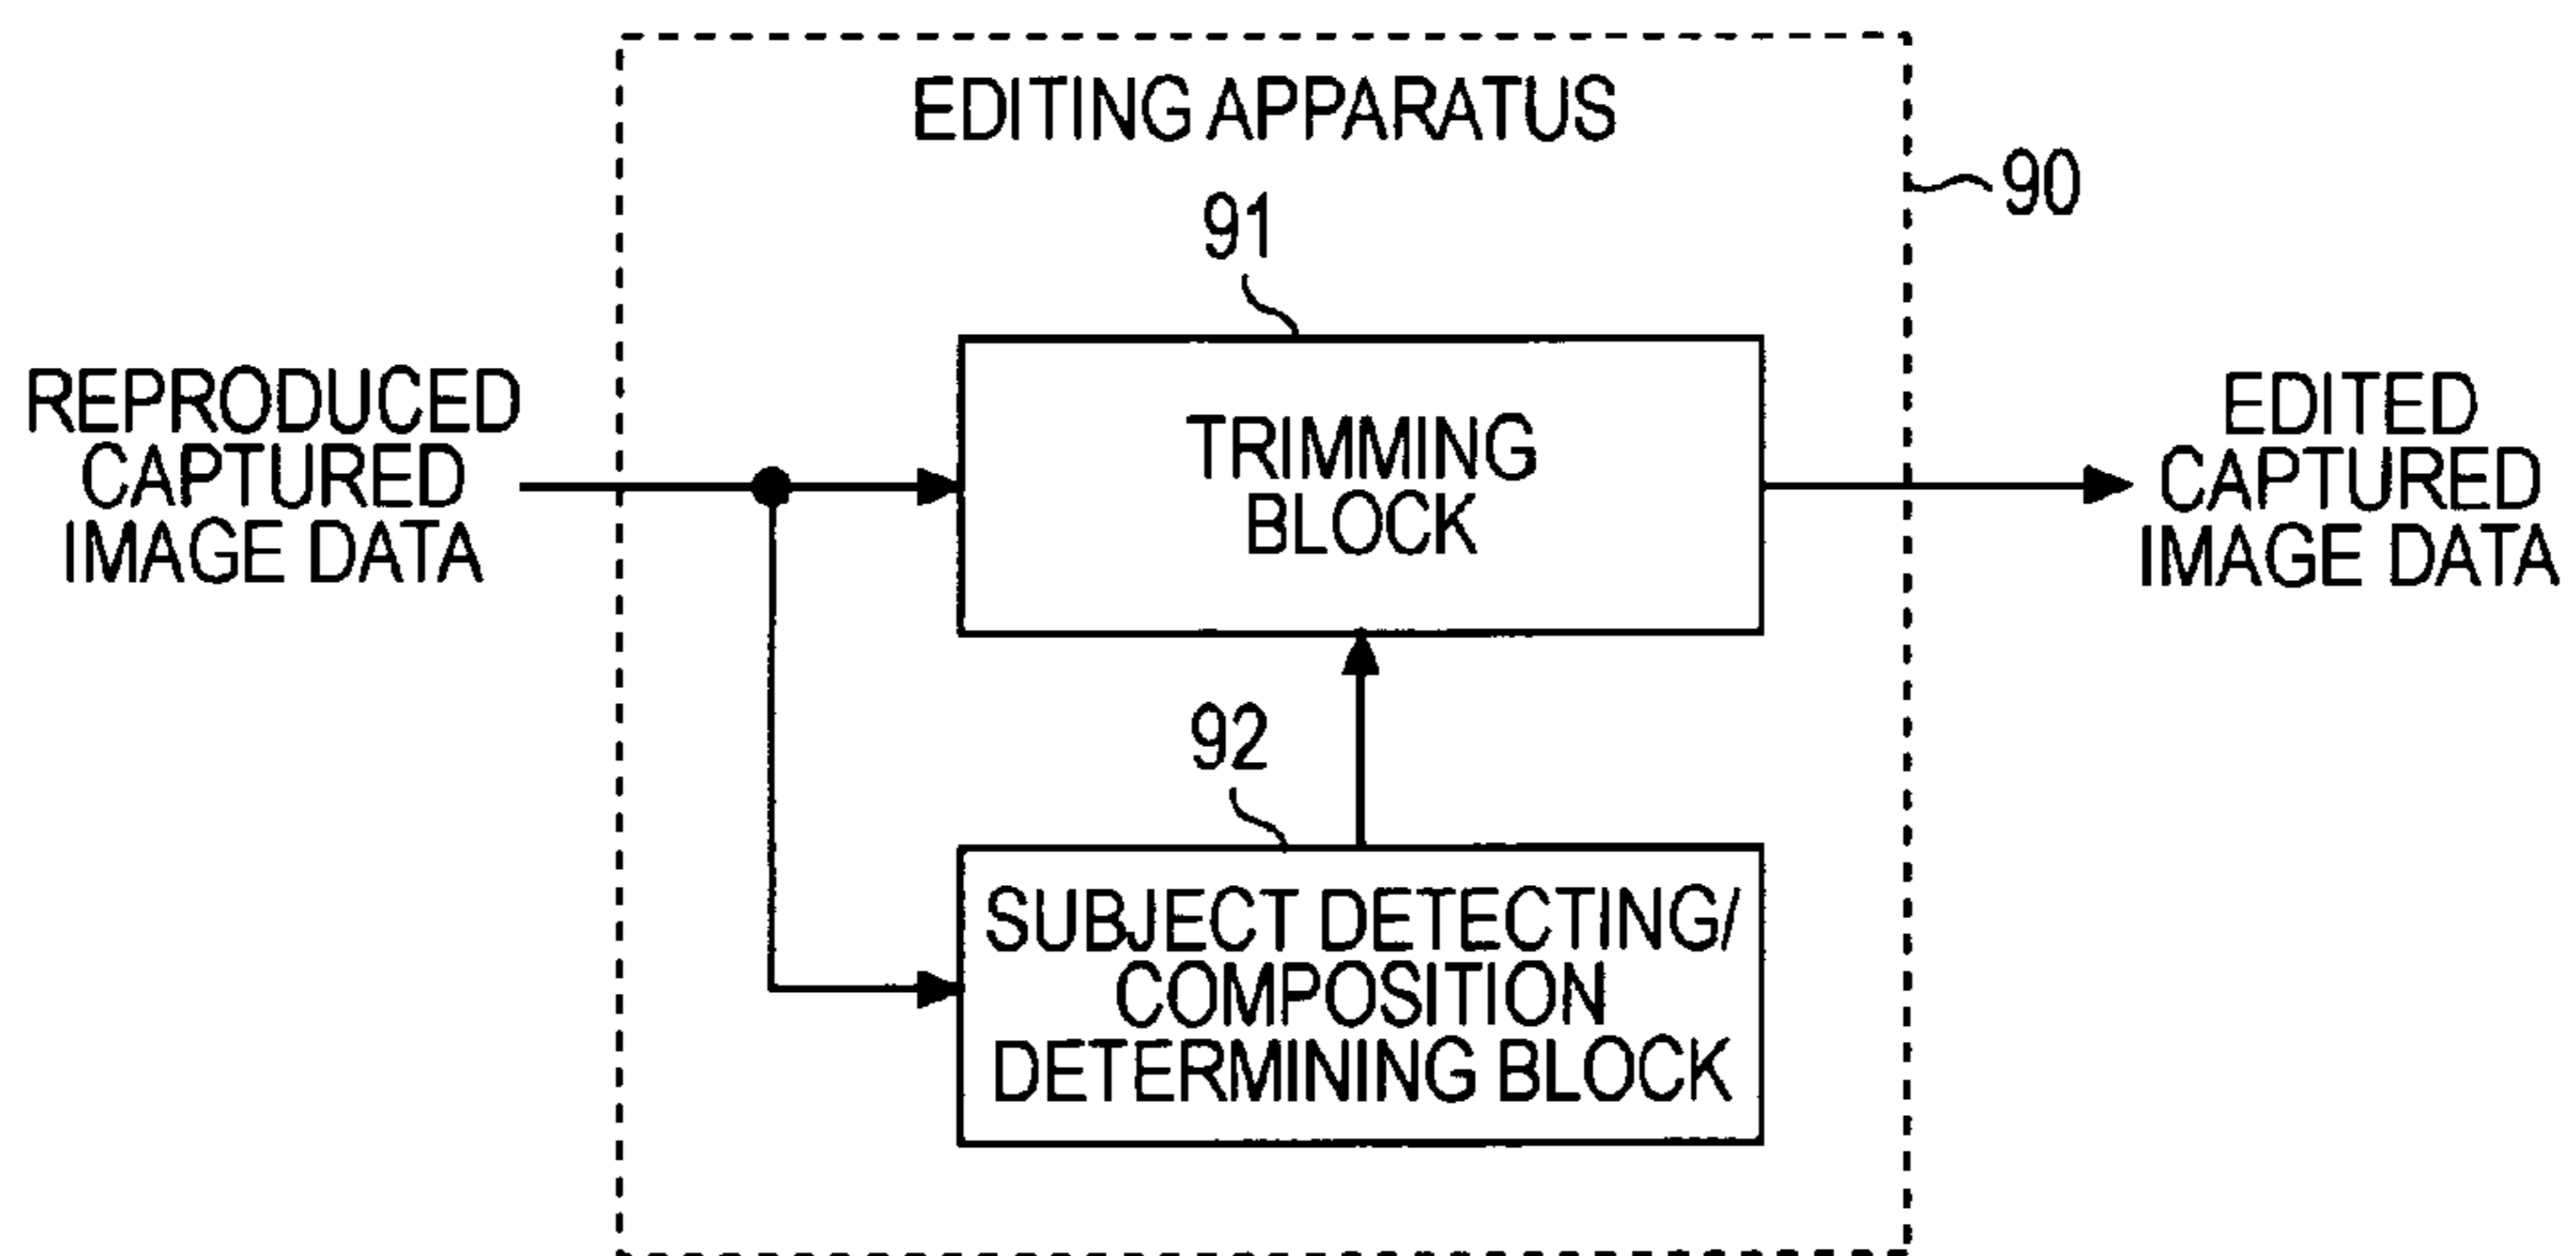 EDITING APPARATUS
90
91
REPRODUCED
CAPTURED
IMAGE DATA
TRIMMING
BLOCK
EDITED
CAPTURED
IMAGE DATA
92
SUBJECT DETECTING/
COMPOSITION
DETERMINING BLOCK